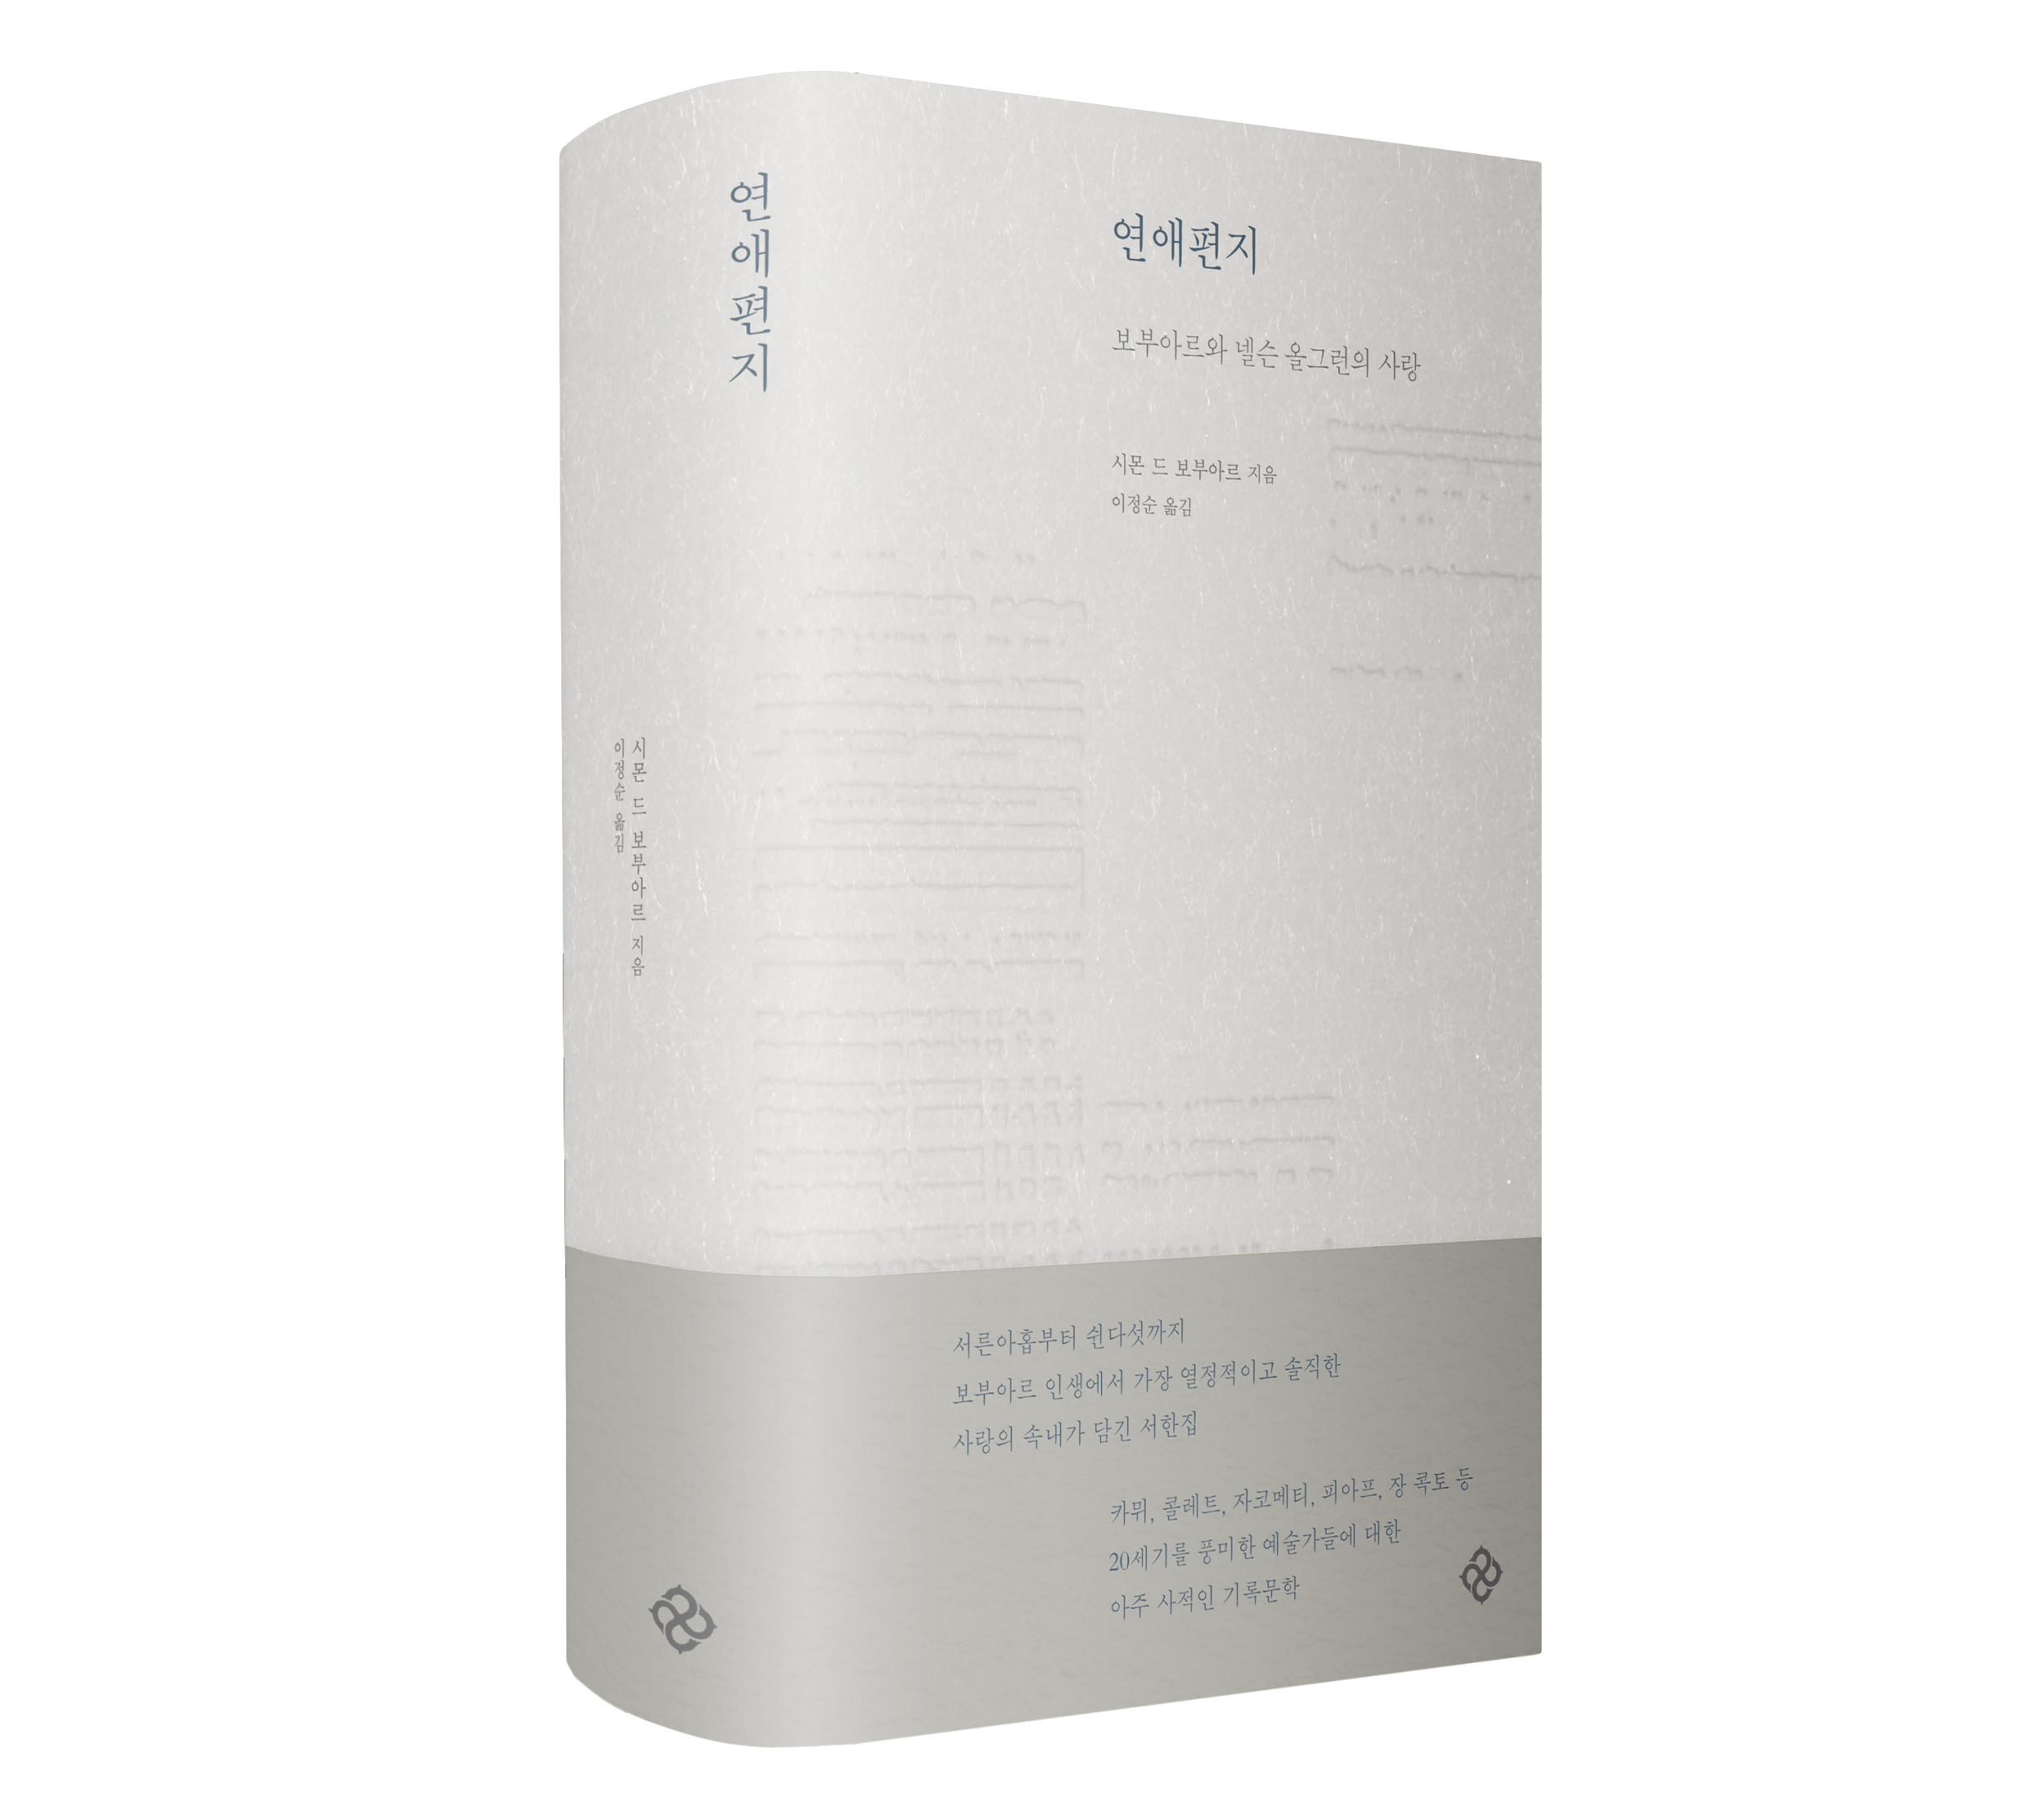 연애편지
시몬 드 보부아르 지음
이정순 옮김
연애편지
보부아르와 넬슨 올그런의 사랑
시몬 드 보부아르 지음
이정순 옮김
서른아홉부터 쉰다섯까지
보부아르 인생에서 가장 열정적이고 솔직한
사랑의 속내가 담긴 서한집
카뮈, 콜레트, 자코메티, 피아프, 장 콕토 등
20세기를 풍미한 예술가들에 대한
아주 사적인 기록문학